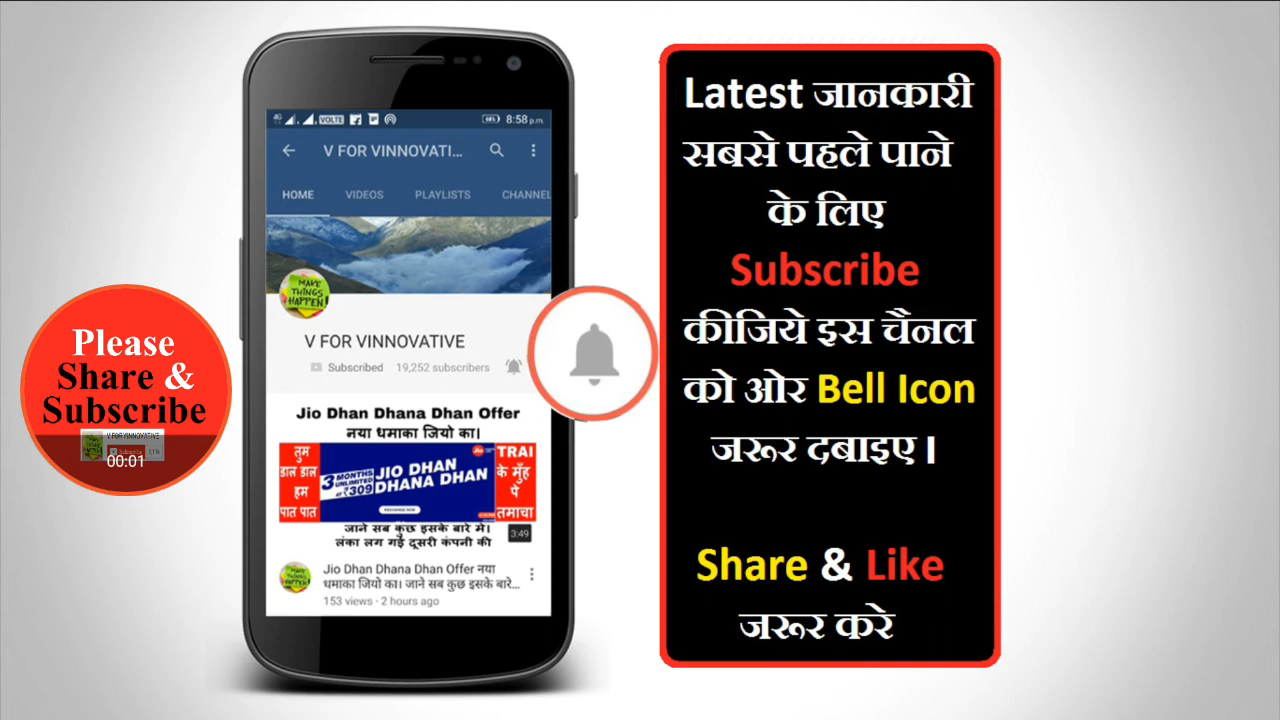 Please
Share &
Subscribe
V FOR VINNOVATIVE
00:01
4G VOLTE 68% 8:58 p.m.
V FOR VINNOVATI...
HOME VIDEOS PLAYLISTS CHANNEL
MAKE
THINGS
HAPPEN!
V FOR VINNOVATIVE
Subscribed 19,252 subscribers
Jio Dhan Dhana Dhan Offer
नया धमाका जियो का।
तुम
डाल डाल
हम
पात पात
3 MONTHS
UNLIMITED
AT ₹309
JIO DHAN
DHANA DHAN
TRAI
के मुँह
पे
तमाचा
जाने सब कुछ इसके बारे मे।
लंका लग गई दूसरी कंपनी की
3:49
Jio Dhan Dhana Dhan Offer नया
धमाका जियो का। जाने सब कुछ इसके बारे...
153 views · 2 hours ago
Latest जानकारी
सबसे पहले पाने
के लिए
Subscribe
कीजिये इस चैनल
को ओर Bell Icon
जरूर दबाइए।
Share & Like
जरूर करे